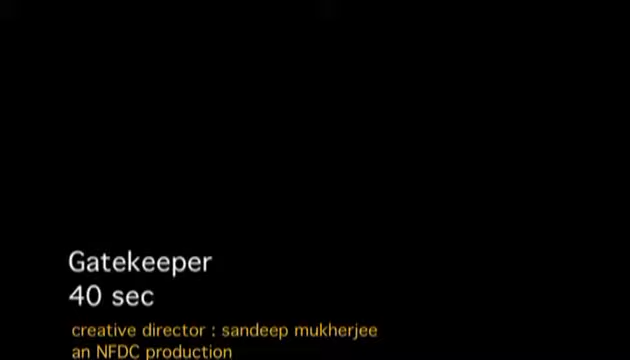 Gatekeeper
40 sec
creative director : sandeep mukherjee
an NFDC production